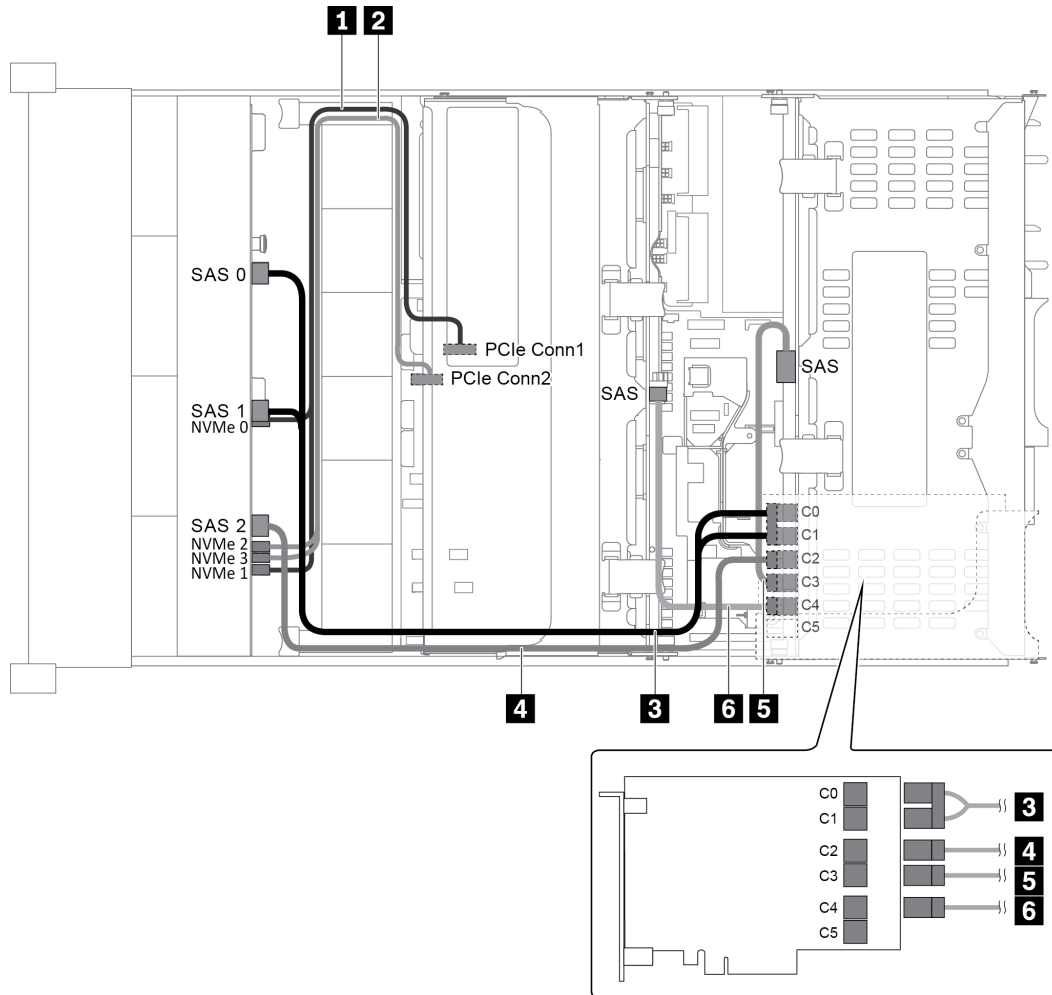 1 2
SAS 0
PCIe Conn1
PCIe Conn2
SAS
SAS
SAS 1
NVMe 0
SAS 2
NVMe 2
NVMe 3
NVMe 1
C0
C1
C2
C3
C4
C5
4 3 6 5
C0
C1
3
C2
4
C3
5
C4
6
C5